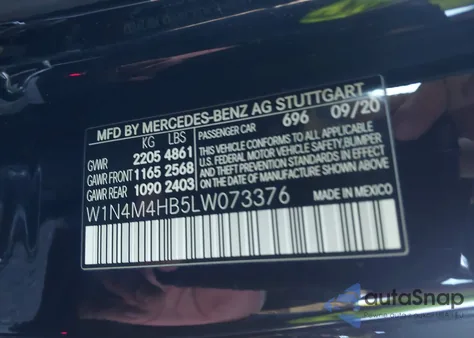 MFD BY MERCEDES-BENZ AG STUTTGART
KG LBS
GVWR 2205 4861
GAWR FRONT 1165 2568
GAWR REAR 1090 2403
PASSENGER CAR 696 09/20
THIS VEHICLE CONFORMS TO ALL APPLICABLE
U.S. FEDERAL MOTOR VEHICLE SAFETY,BUMPER
AND THEFT PREVENTION STANDARDS IN EFFECT
ON THE DATE OF MANUFACTURE SHOWN ABOVE
W1N4M4HB5LW073376
MADE IN MEXICO
autaSnap